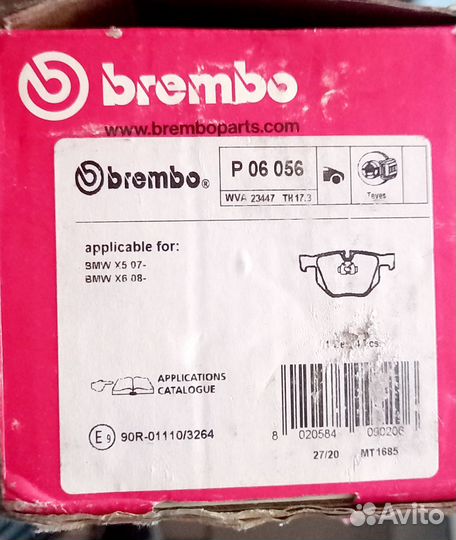 brembo
www.bremboparts.com
brembo®
P 06 056
WVA 23447 TH 17.3
Teves
applicable for:
BMW X5 07-
BMW X6 08-
APPLICATIONS
CATALOGUE
E9 90R-01110/3264
8 020584 090206
27/20 MT1685
Avito